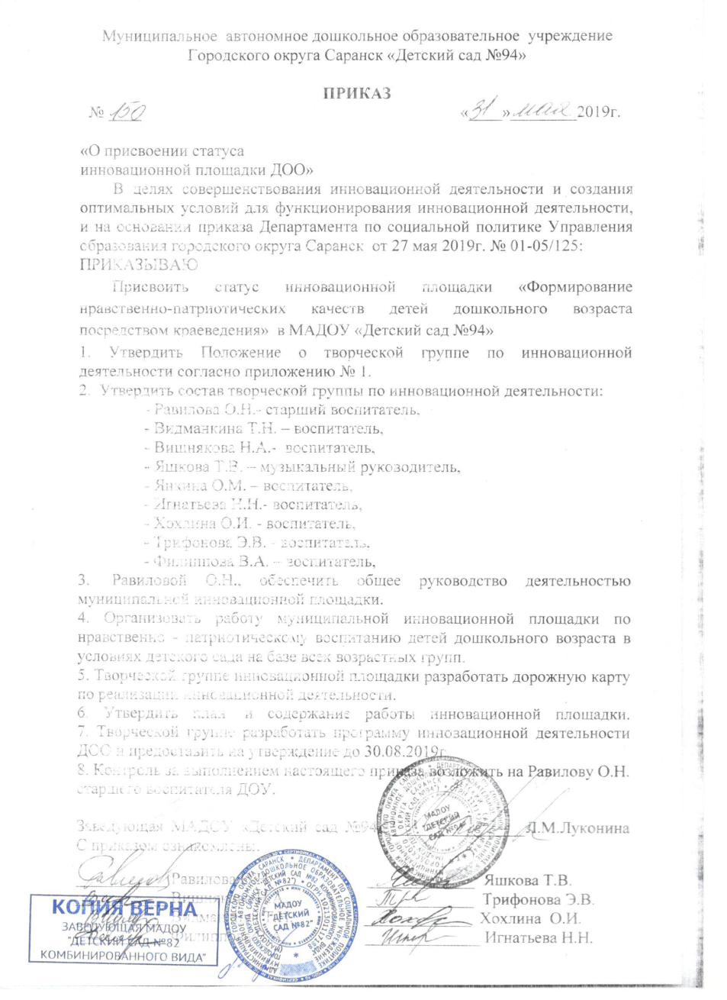 Муниципальное автономное дошкольное образовательное учреждение
Городского округа Саранск «Детский сад №94»
ПРИКАЗ
№ 150 «31» мая 2019г.
«О присвоении статуса
инновационной площадки ДОО»
В целях совершенствования инновационной деятельности и создания
оптимальных условий для функционирования инновационной деятельности,
и на основании приказа Департамента по социальной политике Управления
образования городского округа Саранск от 27 мая 2019г. № 01-05/125:
ПРИКАЗЫВАЮ
Присвоить статус инновационной площадки «Формирование
нравственно-патриотических качеств детей дошкольного возраста
посредством краеведения» в МАДОУ «Детский сад №94»
1. Утвердить Положение о творческой группе по инновационной
деятельности согласно приложению № 1.
2. Утвердить состав творческой группы по инновационной деятельности:
- Равилова О.Н.- старший воспитатель,
- Видманкина Т.Н. – воспитатель,
- Вишнякова Н.А.- воспитатель,
- Яшкова Т.В. – музыкальный руководитель,
- Янкина О.М. – воспитатель,
- Игнатьева Н.Н.- воспитатель,
- Хохлина О.И. - воспитатель,
- Трифонова Э.В. - воспитатель,
- Филиппова В.А. – воспитатель,
3. Равиловой О.Н., обеспечить общее руководство деятельностью
муниципальной инновационной площадки.
4. Организовать работу муниципальной инновационной площадки по
нравственно - патриотическому воспитанию детей дошкольного возраста в
условиях детского сада на базе всех возрастных групп.
5. Творческой группе инновационной площадки разработать дорожную карту
по реализации инновационной деятельности.
6. Утвердить план и содержание работы инновационной площадки.
7. Творческой группе разработать программу инновационной деятельности
ДОО и предоставить на утверждение до 30.08.2019г.
8. Контроль за выполнением настоящего приказа возложить на Равилову О.Н.
старшего воспитателя ДОУ.
Заведующая МАДОУ «Детский сад №94 Л.М.Луконина
С приказом ознакомлены:
Равилова Яшкова Т.В.
Вишня Трифонова Э.В.
Видма Хохлина О.И.
Филип Игнатьева Н.Н.
МАДОУ
"ДЕТСКИЙ
САД №94"
МАДОУ
"ДЕТСКИЙ
САД №82"
КОПИЯ ВЕРНА
ЗАВЕДУЮЩАЯ МАДОУ
"ДЕТСКИЙ САД №82
КОМБИНИРОВАННОГО ВИДА"